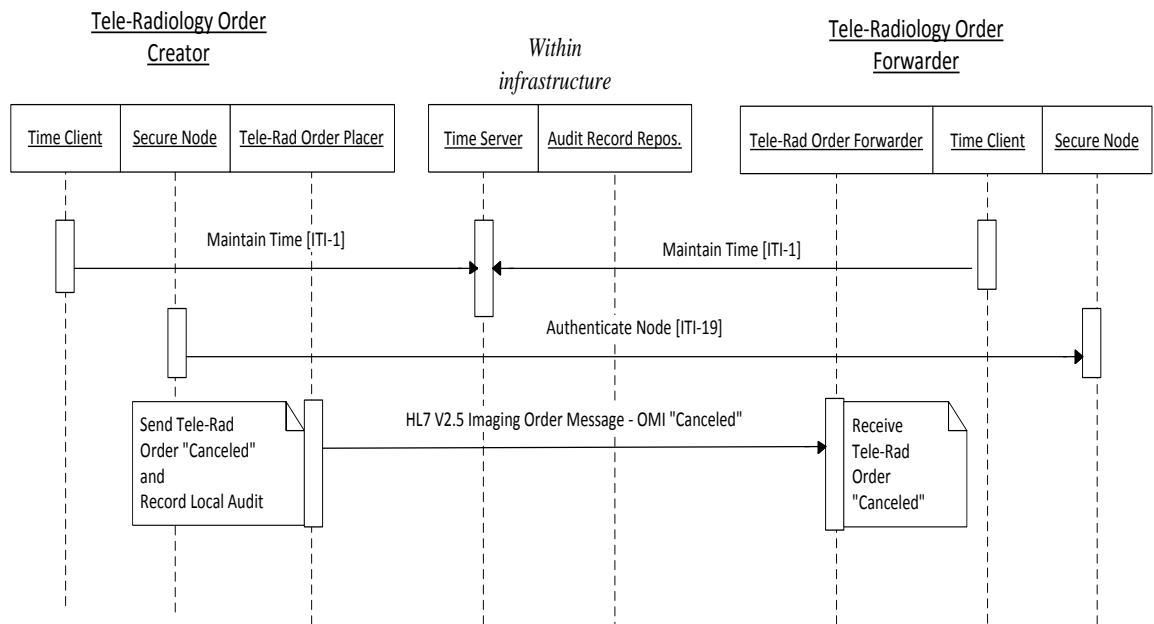 Tele-Radiology Order
Creator
Within
infrastructure
Tele-Radiology Order
Forwarder
Time Client
Secure Node
Tele-Rad Order Placer
Time Server
Audit Record Repos.
Tele-Rad Order Forwarder
Time Client
Secure Node
Maintain Time [ITI-1]
Maintain Time [ITI-1]
Authenticate Node [ITI-19]
Send Tele-Rad
Order "Canceled"
and
Record Local Audit
HL7 V2.5 Imaging Order Message - OMI "Canceled"
Receive
Tele-Rad
Order
"Canceled"